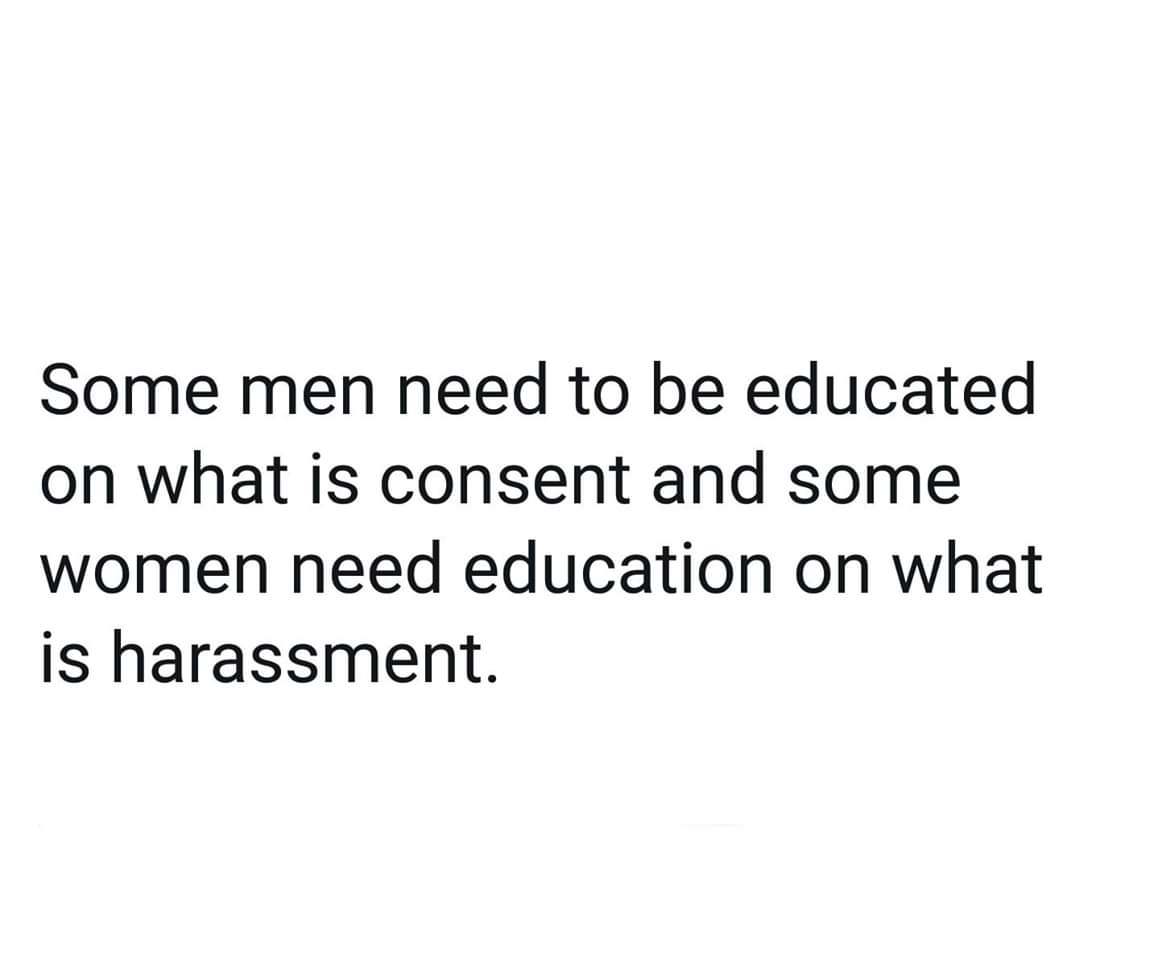 Some men need to be educated
on what is consent and some
women need education on what
is harassment.